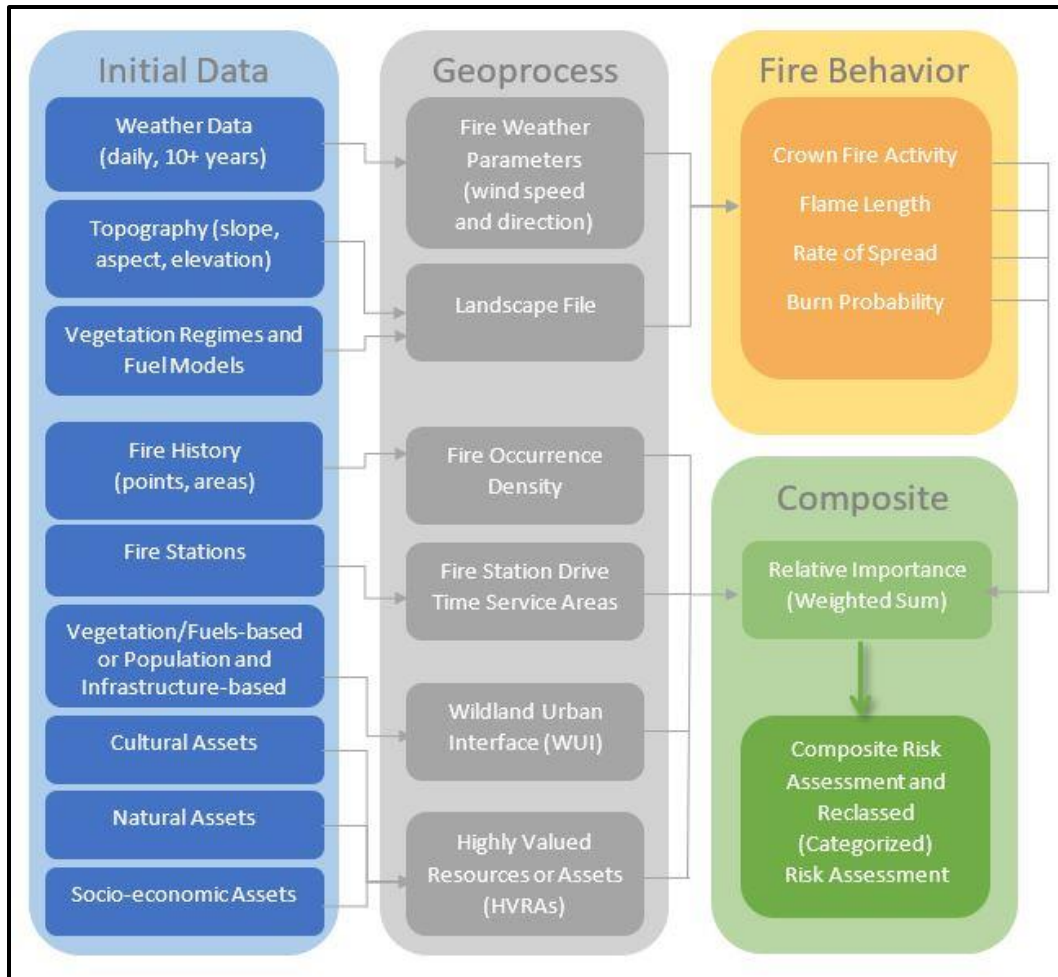 Initial Data
Weather Data
(daily, 10+ years)
Topography (slope,
aspect, elevation)
Vegetation Regimes and
Fuel Models
Fire History
(points, areas)
Fire Stations
Vegetation/Fuels-based
or Population and
Infrastructure-based
Cultural Assets
Natural Assets
Socio-economic Assets
Geoprocess
Fire Weather
Parameters
(wind speed
and direction)
Landscape File
Fire Occurrence
Density
Fire Station Drive
Time Service Areas
Wildland Urban
Interface (WUI)
Highly Valued
Resources or Assets
(HVRAs)
Fire Behavior
Crown Fire Activity
Flame Length
Rate of Spread
Burn Probability
Composite
Relative Importance
(Weighted Sum)
Composite Risk
Assessment and
Reclassed
(Categorized)
Risk Assessment